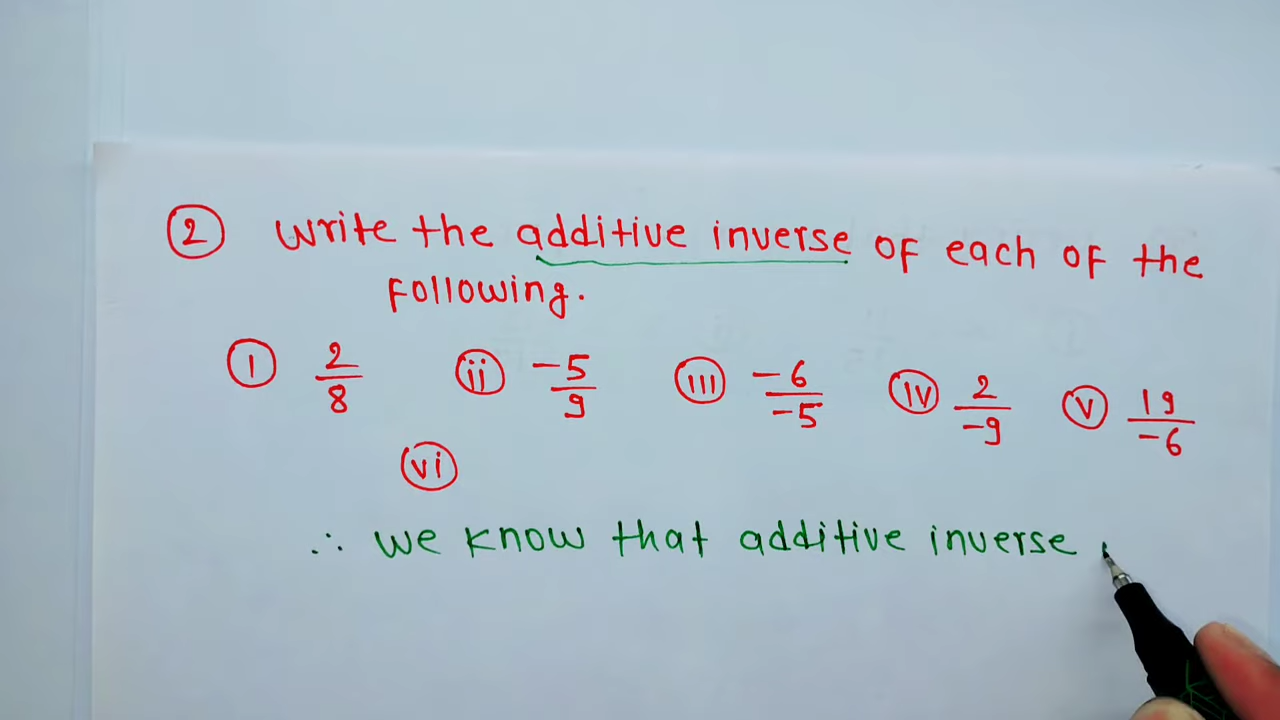 ② Write the additive inverse of each of the
following.
ⓘ 2/8 ⓘⓘ -5/9 ⓘⓘⓘ -6/-5 ⓘⓥ 2/-9 ⓥ 19/-6
ⓥⓘ
∴ We know that additive inverse